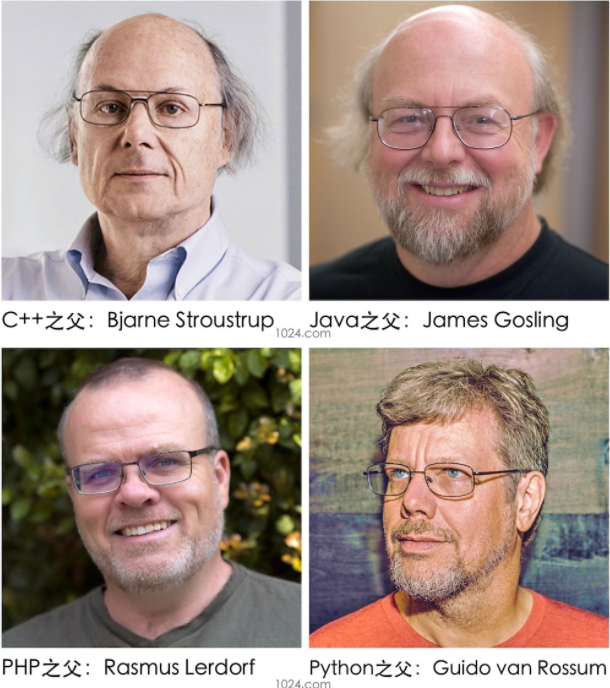 C++之父：Bjarne Stroustrup
Java之父：James Gosling
1024.com
PHP之父：Rasmus Lerdorf
Python之父：Guido van Rossum
1024.com